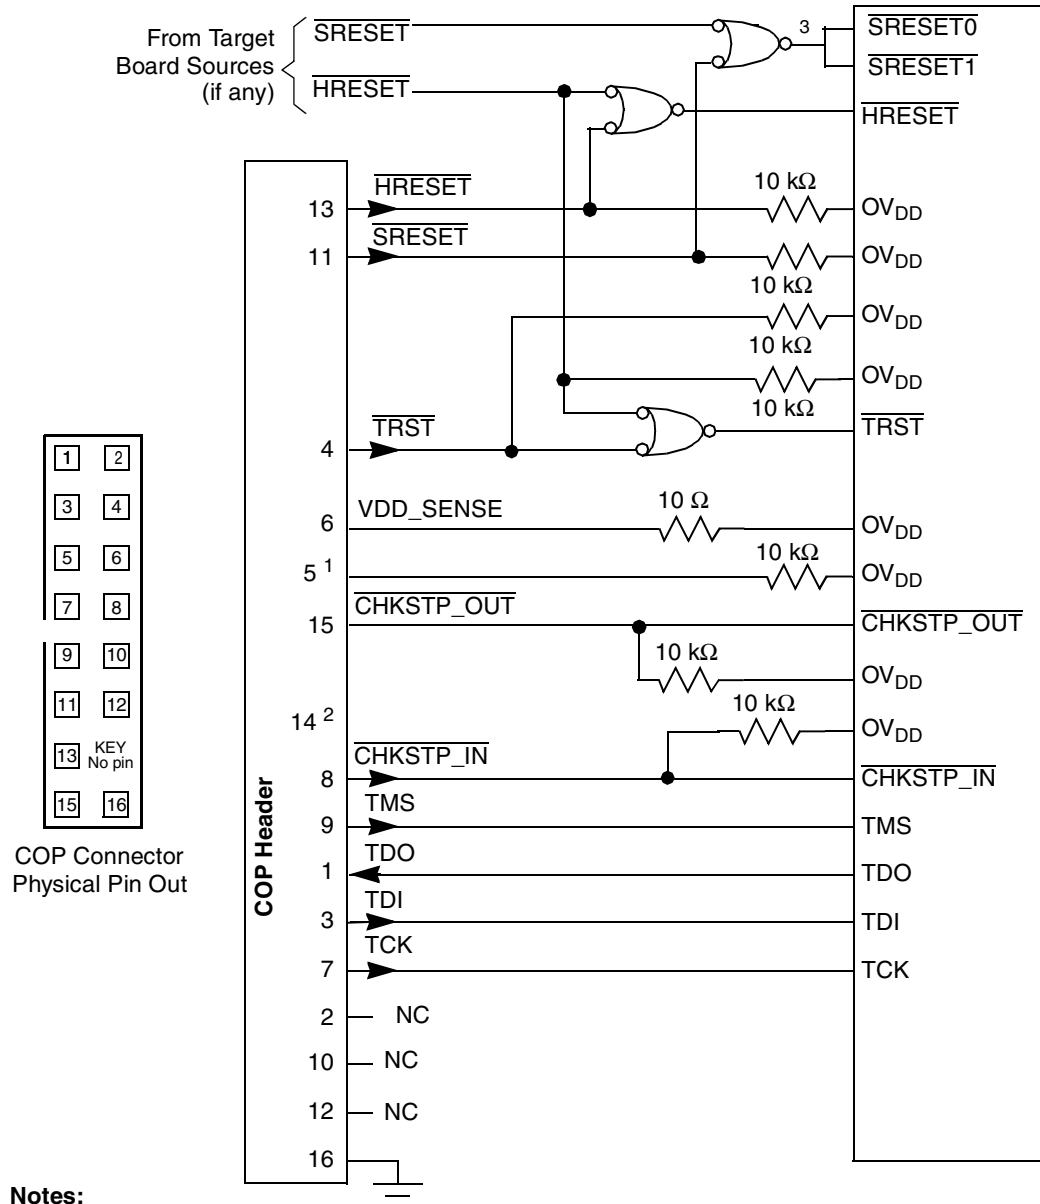 From Target
Board Sources
(if any)
SRESET
HRESET
3
SRESET0
SRESET1
HRESET
13
HRESET
10 kΩ
OVDD
11
SRESET
OVDD
10 kΩ
OVDD
10 kΩ
OVDD
10 kΩ
4
TRST
TRST
6
VDD_SENSE
10 Ω
OVDD
5 1
10 kΩ
OVDD
15
CHKSTP_OUT
CHKSTP_OUT
10 kΩ
OVDD
14 2
10 kΩ
OVDD
8
CHKSTP_IN
CHKSTP_IN
9
TMS
TMS
1
TDO
TDO
3
TDI
TDI
7
TCK
TCK
2
NC
10
NC
12
NC
16
COP Header
1 2
3 4
5 6
7 8
9 10
11 12
13 KEY
No pin
15 16
COP Connector
Physical Pin Out
Notes: